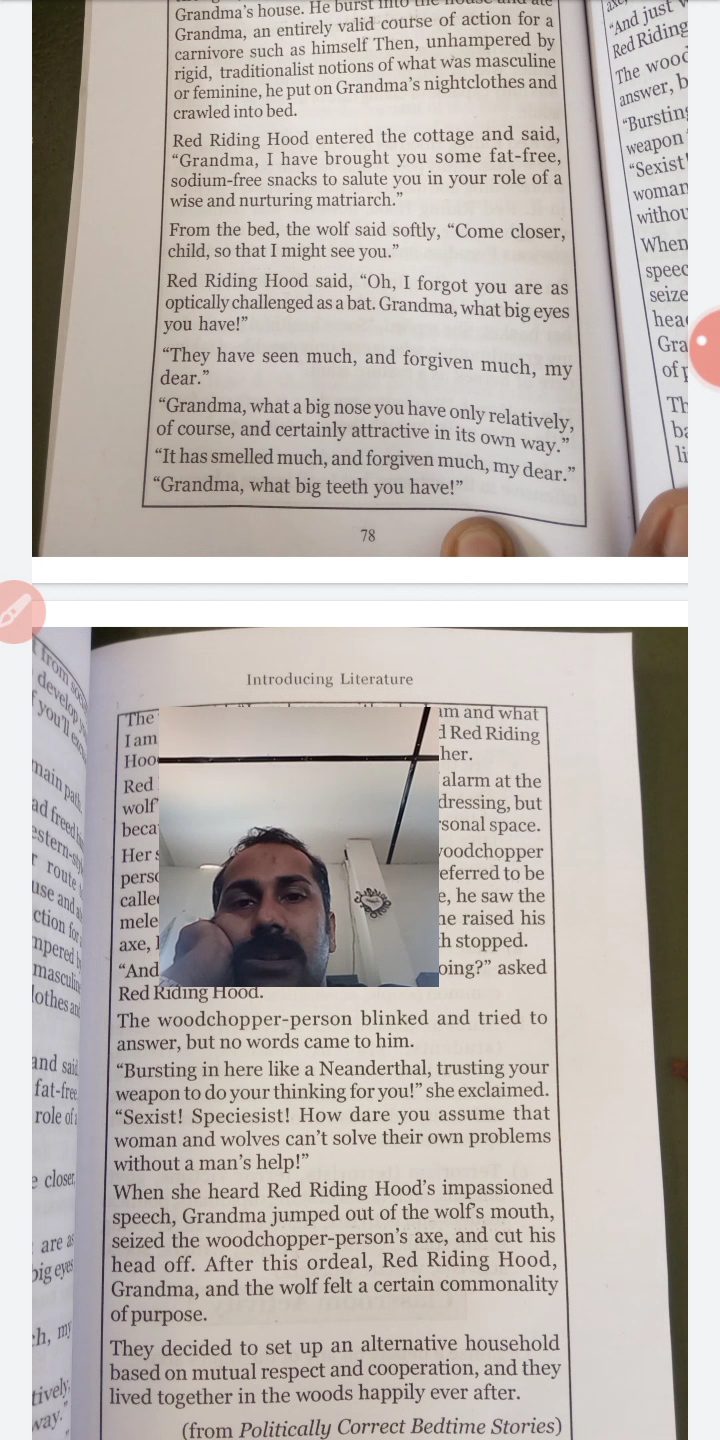 Grandma's house. He burst into the house and ate
Grandma, an entirely valid course of action for a
carnivore such as himself Then, unhampered by
rigid, traditionalist notions of what was masculine
or feminine, he put on Grandma's nightclothes and
crawled into bed.
Red Riding Hood entered the cottage and said,
“Grandma, I have brought you some fat-free,
sodium-free snacks to salute you in your role of a
wise and nurturing matriarch.”
From the bed, the wolf said softly, “Come closer,
child, so that I might see you.”
Red Riding Hood said, “Oh, I forgot you are as
optically challenged as a bat. Grandma, what big eyes
you have!”
“They have seen much, and forgiven much, my
dear.”
“Grandma, what a big nose you have only relatively,
of course, and certainly attractive in its own way.”
“It has smelled much, and forgiven much, my dear.”
“Grandma, what big teeth you have!”
78
“And just
Red Riding
The
answer, b
“Bursting
weapon
“Sexist!
woman
withou
When
speec
seize
hea
Gra
of
Th
ba
li
from
develop
you'll
main path
ad freed
estern-sty
route
use and a
ction for
mpered b
masculin
lothes and
and said
fat-free
role of a
e closer,
are as
big eyes
ch, my
tively,
way.”
Introducing Literature
The
am and what
I am
d Red Riding
Hoo
her.
Red
alarm at the
wolf'
dressing, but
beca
rsonal space.
Her s
woodchopper
perso
eferred to be
calle
e, he saw the
mele
he raised his
axe,
h stopped.
“And
oing?” asked
Red Riding Hood.
The woodchopper-person blinked and tried to
answer, but no words came to him.
“Bursting in here like a Neanderthal, trusting your
weapon to do your thinking for you!” she exclaimed.
“Sexist! Speciesist! How dare you assume that
woman and wolves can't solve their own problems
without a man's help!”
When she heard Red Riding Hood's impassioned
speech, Grandma jumped out of the wolf's mouth,
seized the woodchopper-person's axe, and cut his
head off. After this ordeal, Red Riding Hood,
Grandma, and the wolf felt a certain commonality
of purpose.
They decided to set up an alternative household
based on mutual respect and cooperation, and they
lived together in the woods happily ever after.
(from Politically Correct Bedtime Stories)